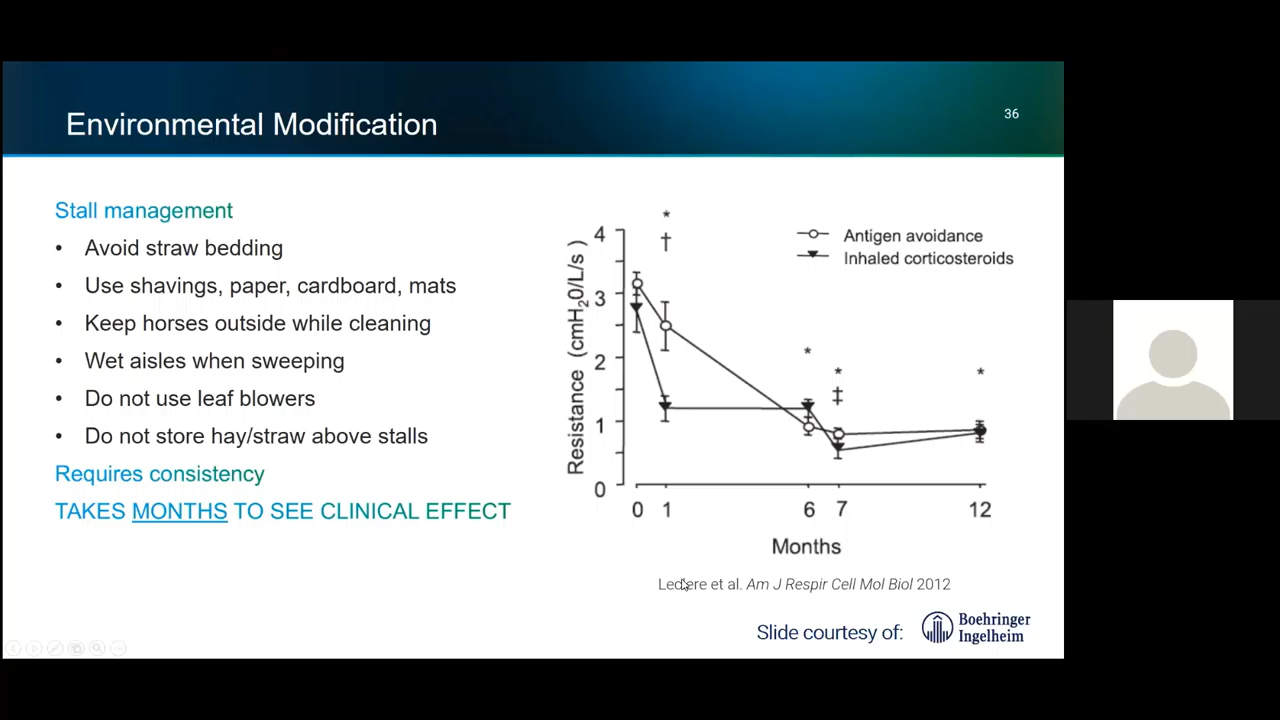 Environmental Modification
36
Stall management
• Avoid straw bedding
• Use shavings, paper, cardboard, mats
• Keep horses outside while cleaning
• Wet aisles when sweeping
• Do not use leaf blowers
• Do not store hay/straw above stalls
Requires consistency
TAKES MONTHS TO SEE CLINICAL EFFECT
Resistance (cmH20/L/s )
4
3
2
1
0
*
†
*
*
‡
*
Antigen avoidance
Inhaled corticosteroids
0 1 6 7 12
Months
Leclere et al. Am J Respir Cell Mol Biol 2012
Slide courtesy of:
Boehringer
Ingelheim